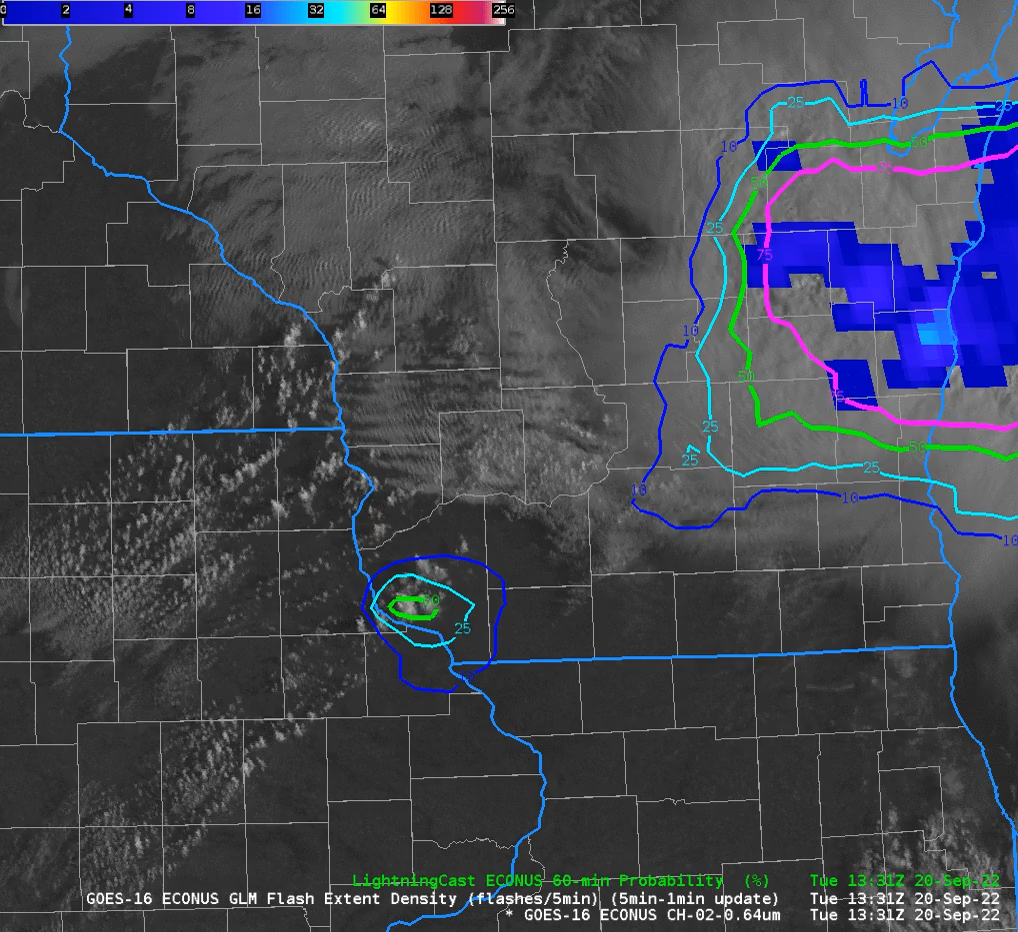 0 2 4 8 16 32 64 128 256
25 10 25
10 50
75
50
25
75
10
50
75
25 50
25 25
10 10
10
50
25
LightningCast ECONUS 60-min Probability (%) Tue 13:31Z 20-Sep-22
GOES-16 ECONUS GLM Flash Extent Density (flashes/5min) (5min-1min update) Tue 13:31Z 20-Sep-22
* GOES-16 ECONUS CH-02-0.64um Tue 13:31Z 20-Sep-22